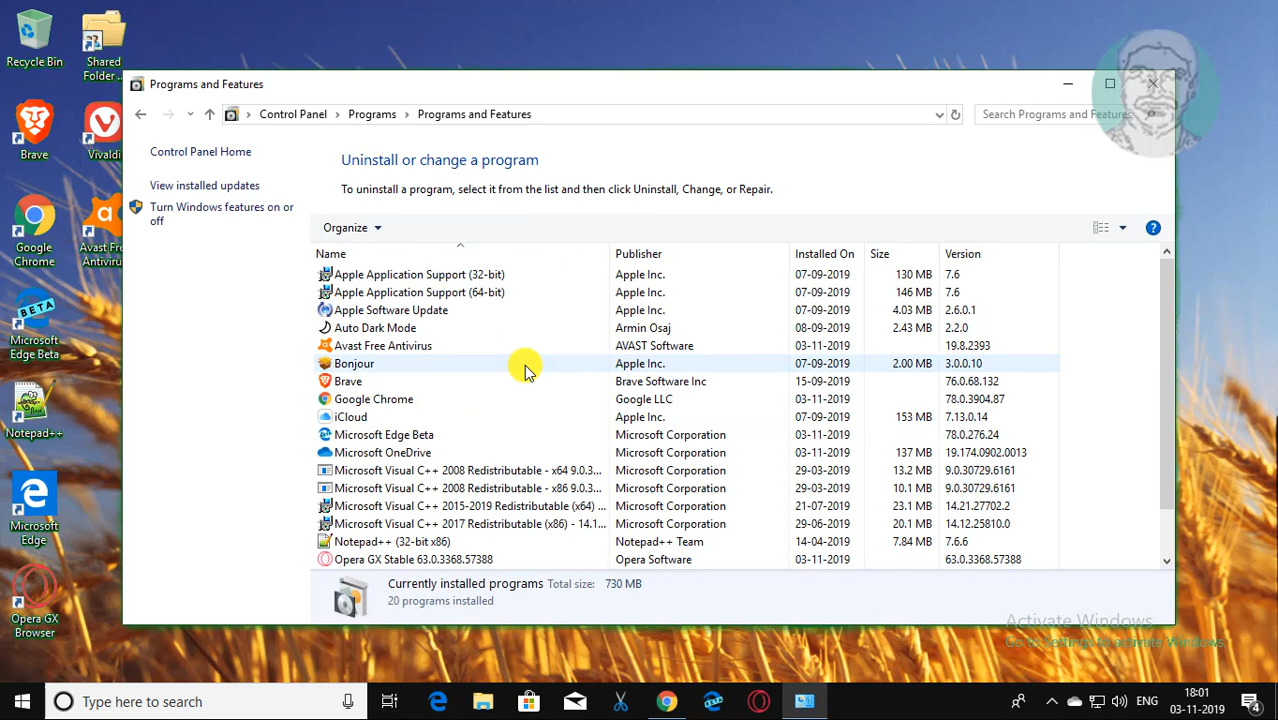 Recycle Bin
Shared
Folder ...
Brave
Vivaldi
Google
Chrome
Avast Free
Antivirus
Microsoft
Edge Beta
BETA
Notepad++
Microsoft
Edge
Opera GX
Browser
Programs and Features
Control Panel > Programs > Programs and Features
Search Programs and Features
Control Panel Home
View installed updates
Turn Windows features on or
off
Uninstall or change a program
To uninstall a program, select it from the list and then click Uninstall, Change, or Repair.
Organize
Name Publisher Installed On Size Version
Apple Application Support (32-bit) Apple Inc. 07-09-2019 130 MB 7.6
Apple Application Support (64-bit) Apple Inc. 07-09-2019 146 MB 7.6
Apple Software Update Apple Inc. 07-09-2019 4.03 MB 2.6.0.1
Auto Dark Mode Armin Osaj 08-09-2019 2.43 MB 2.2.0
Avast Free Antivirus AVAST Software 03-11-2019 19.8.2393
Bonjour Apple Inc. 07-09-2019 2.00 MB 3.0.0.10
Brave Brave Software Inc 15-09-2019 76.0.68.132
Google Chrome Google LLC 03-11-2019 78.0.3904.87
iCloud Apple Inc. 07-09-2019 153 MB 7.13.0.14
Microsoft Edge Beta Microsoft Corporation 03-11-2019 78.0.276.24
Microsoft OneDrive Microsoft Corporation 03-11-2019 137 MB 19.174.0902.0013
Microsoft Visual C++ 2008 Redistributable - x64 9.0.3... Microsoft Corporation 29-03-2019 13.2 MB 9.0.30729.6161
Microsoft Visual C++ 2008 Redistributable - x86 9.0.3... Microsoft Corporation 29-03-2019 10.1 MB 9.0.30729.6161
Microsoft Visual C++ 2015-2019 Redistributable (x64) ... Microsoft Corporation 21-07-2019 23.1 MB 14.21.27702.2
Microsoft Visual C++ 2017 Redistributable (x86) - 14.1... Microsoft Corporation 29-06-2019 20.1 MB 14.12.25810.0
Notepad++ (32-bit x86) Notepad++ Team 14-04-2019 7.84 MB 7.6.6
Opera GX Stable 63.0.3368.57388 Opera Software 03-11-2019 63.0.3368.57388
Currently installed programs Total size: 730 MB
20 programs installed
Activate Windows
Go to Settings to activate Windows.
Type here to search
ENG
18:01
03-11-2019
4